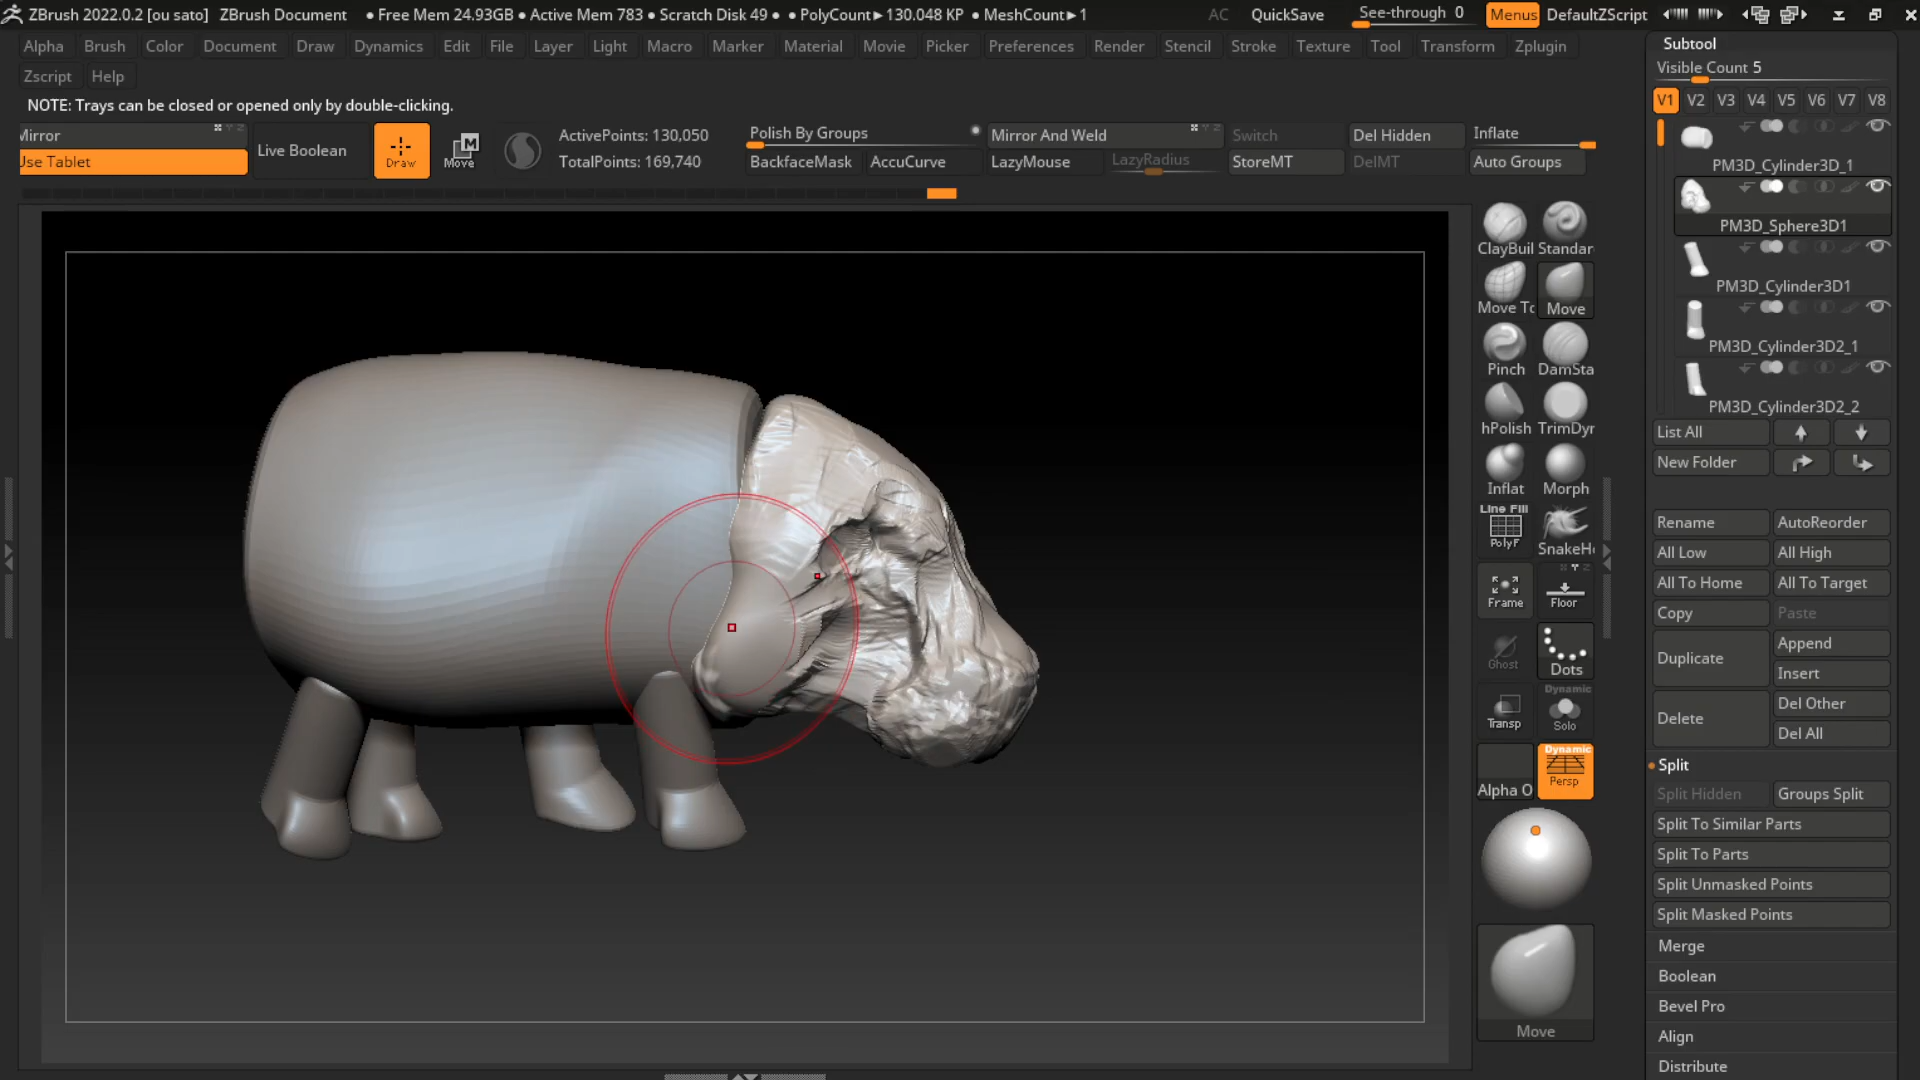 ZBrush 2022.0.2 [ou sato] ZBrush Document ● Free Mem 24.93GB ● Active Mem 783 ● Scratch Disk 49 ● ● PolyCount► 130.048 KP ● MeshCount► 1 AC QuickSave See-through 0 Menus DefaultZScript
Alpha Brush Color Document Draw Dynamics Edit File Layer Light Macro Marker Material Movie Picker Preferences Render Stencil Stroke Texture Tool Transform Zplugin
Zscript Help
NOTE: Trays can be closed or opened only by double-clicking.
Mirror
Use Tablet
Live Boolean
Draw
Move
ActivePoints: 130,050
TotalPoints: 169,740
Polish By Groups
BackfaceMask AccuCurve
Mirror And Weld
LazyMouse LazyRadius
Switch Del Hidden
StoreMT DelMT
Inflate
Auto Groups
ClayBuil Standar
Move To Move
Pinch DamSta
hPolish TrimDyn
Inflat Morph
Line Fill
PolyF SnakeHo
Frame Floor
Ghost Dots
Transp Dynamic
Solo
Alpha O Dynamic
Persp
Move
Subtool
Visible Count 5
V1 V2 V3 V4 V5 V6 V7 V8
PM3D_Cylinder3D_1
PM3D_Sphere3D1
PM3D_Cylinder3D1
PM3D_Cylinder3D2_1
PM3D_Cylinder3D2_2
List All
New Folder
Rename AutoReorder
All Low All High
All To Home All To Target
Copy Paste
Duplicate Append
Insert
Delete Del Other
Del All
Split
Split Hidden Groups Split
Split To Similar Parts
Split To Parts
Split Unmasked Points
Split Masked Points
Merge
Boolean
Bevel Pro
Align
Distribute